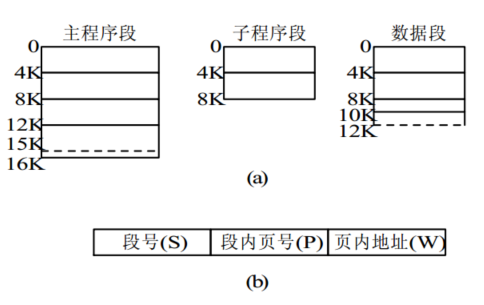 主程序段 子程序段 数据段
0 0 0
4K 4K 4K
8K 8K 8K
10K
12K 12K
15K
16K
(a)
段号(S) 段内页号(P) 页内地址(W)
(b)